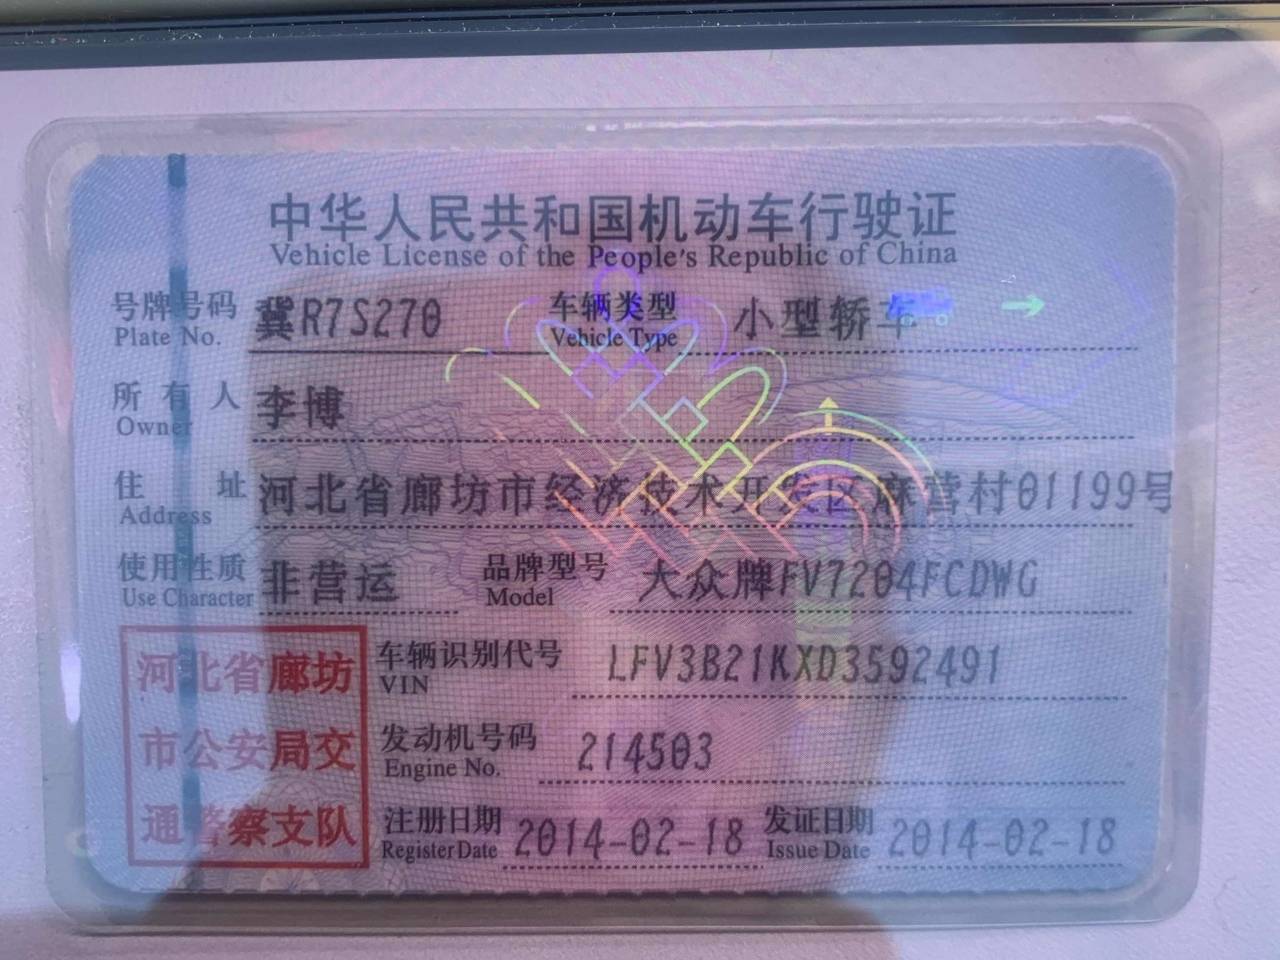 中华人民共和国机动车行驶证
Vehicle License of the People's Republic of China
号牌号码 冀R7S270 车辆类型 小型轿车
Plate No. Vehicle Type
所有人 李博
Owner
住址 河北省廊坊市经济技术开发区麻营村01199号
Address
使用性质 非营运 品牌型号 大众牌FV7204FCDWG
Use Character Model
车辆识别代号 LFV3B21KXD3592491
VIN
发动机号码 214503
Engine No.
注册日期 2014-02-18 发证日期 2014-02-18
Register Date Issue Date
河北省廊坊
市公安局交
通警察支队